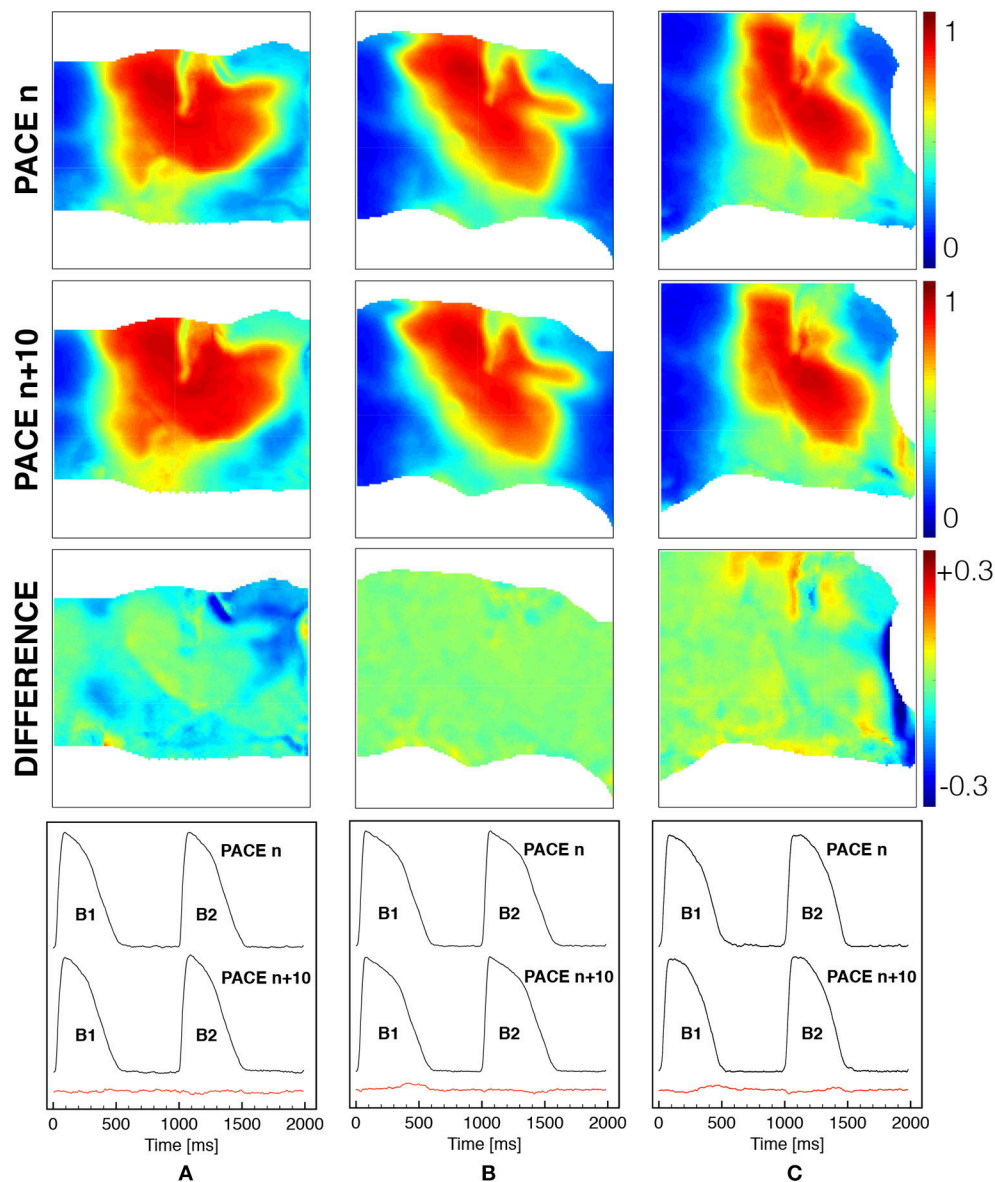 PACE n
1
0
PACE n+10
1
0
DIFFERENCE
+0.3
-0.3
PACE n
B1
B2
PACE n+10
B1
B2
0
500
1000
1500
2000
Time [ms]
A
PACE n
B1
B2
PACE n+10
B1
B2
0
500
1000
1500
2000
Time [ms]
B
PACE n
B1
B2
PACE n+10
B1
B2
0
500
1000
1500
2000
Time [ms]
C